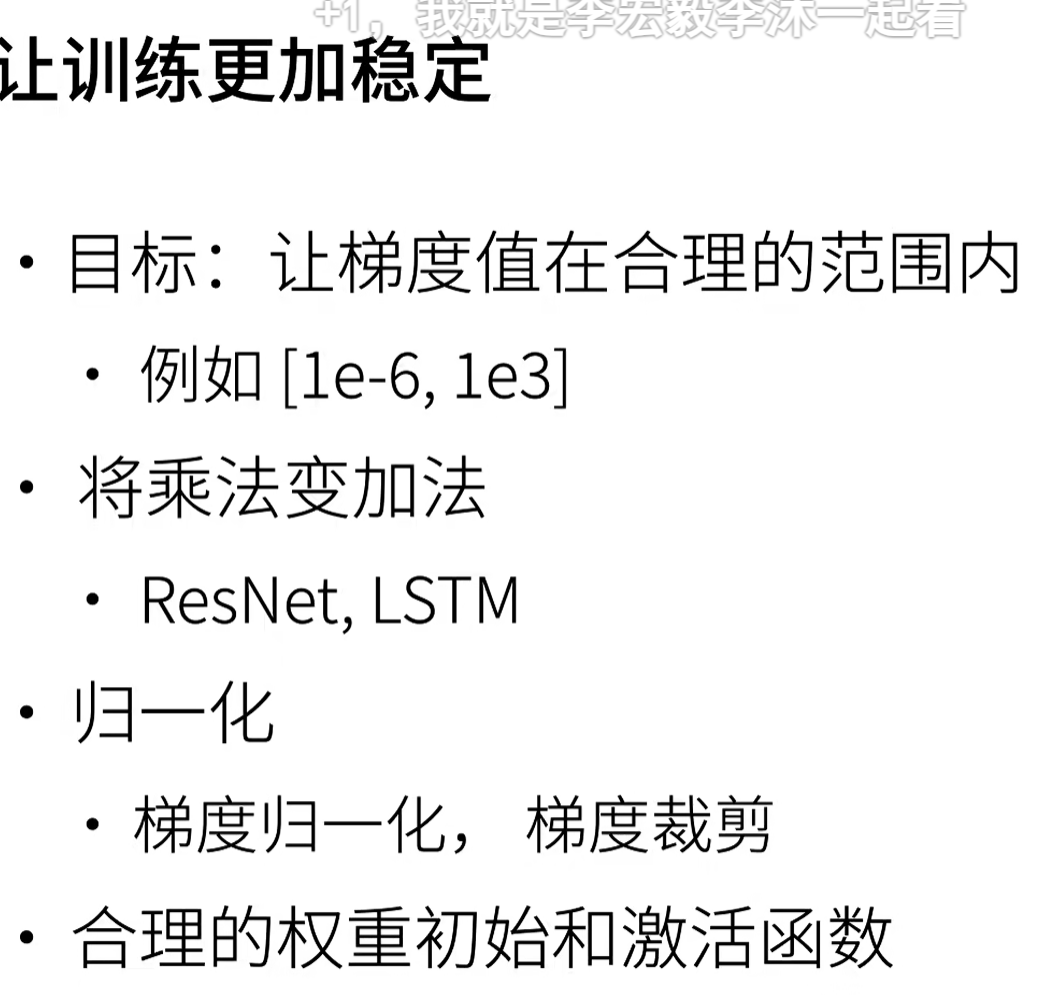 +1，我就是李宏毅李沐一起看
让训练更加稳定
• 目标：让梯度值在合理的范围内
• 例如 [1e-6, 1e3]
• 将乘法变加法
• ResNet, LSTM
• 归一化
• 梯度归一化， 梯度裁剪
• 合理的权重初始和激活函数